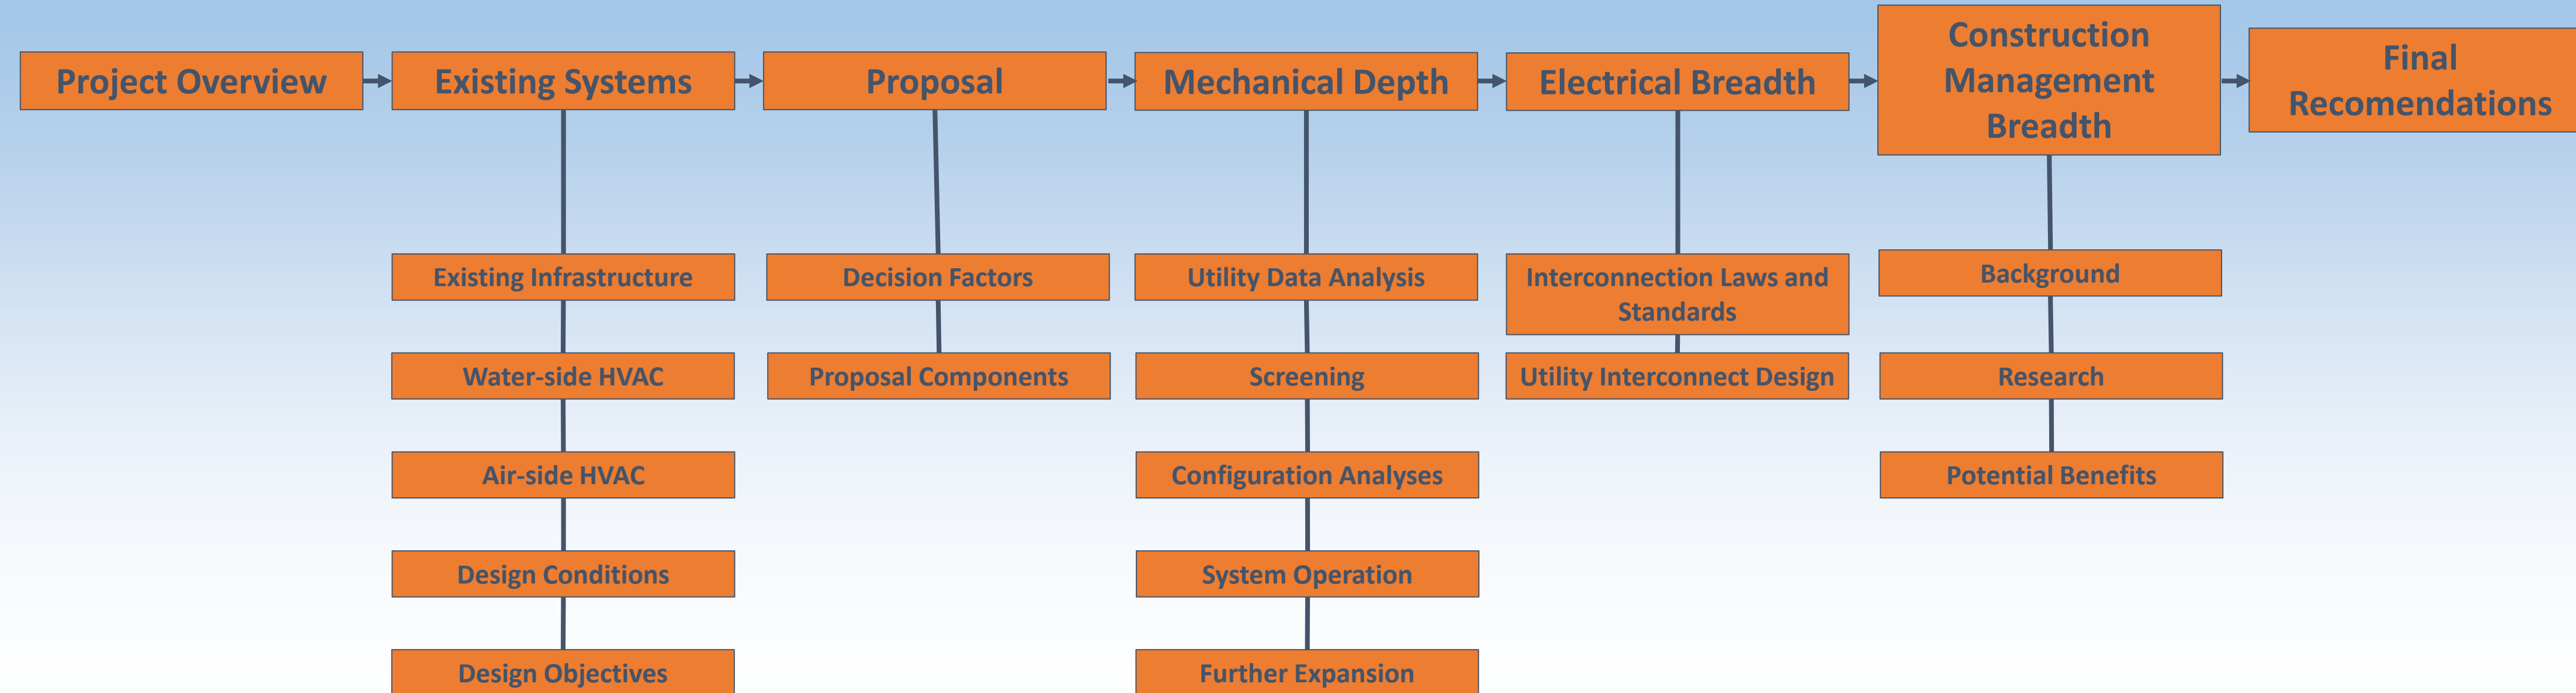 Project Overview
Existing Systems
Proposal
Mechanical Depth
Electrical Breadth
Construction
Management
Breadth
Final
Recomendations
Existing Infrastructure
Water-side HVAC
Air-side HVAC
Design Conditions
Design Objectives
Decision Factors
Proposal Components
Utility Data Analysis
Screening
Configuration Analyses
System Operation
Further Expansion
Interconnection Laws and
Standards
Utility Interconnect Design
Background
Research
Potential Benefits